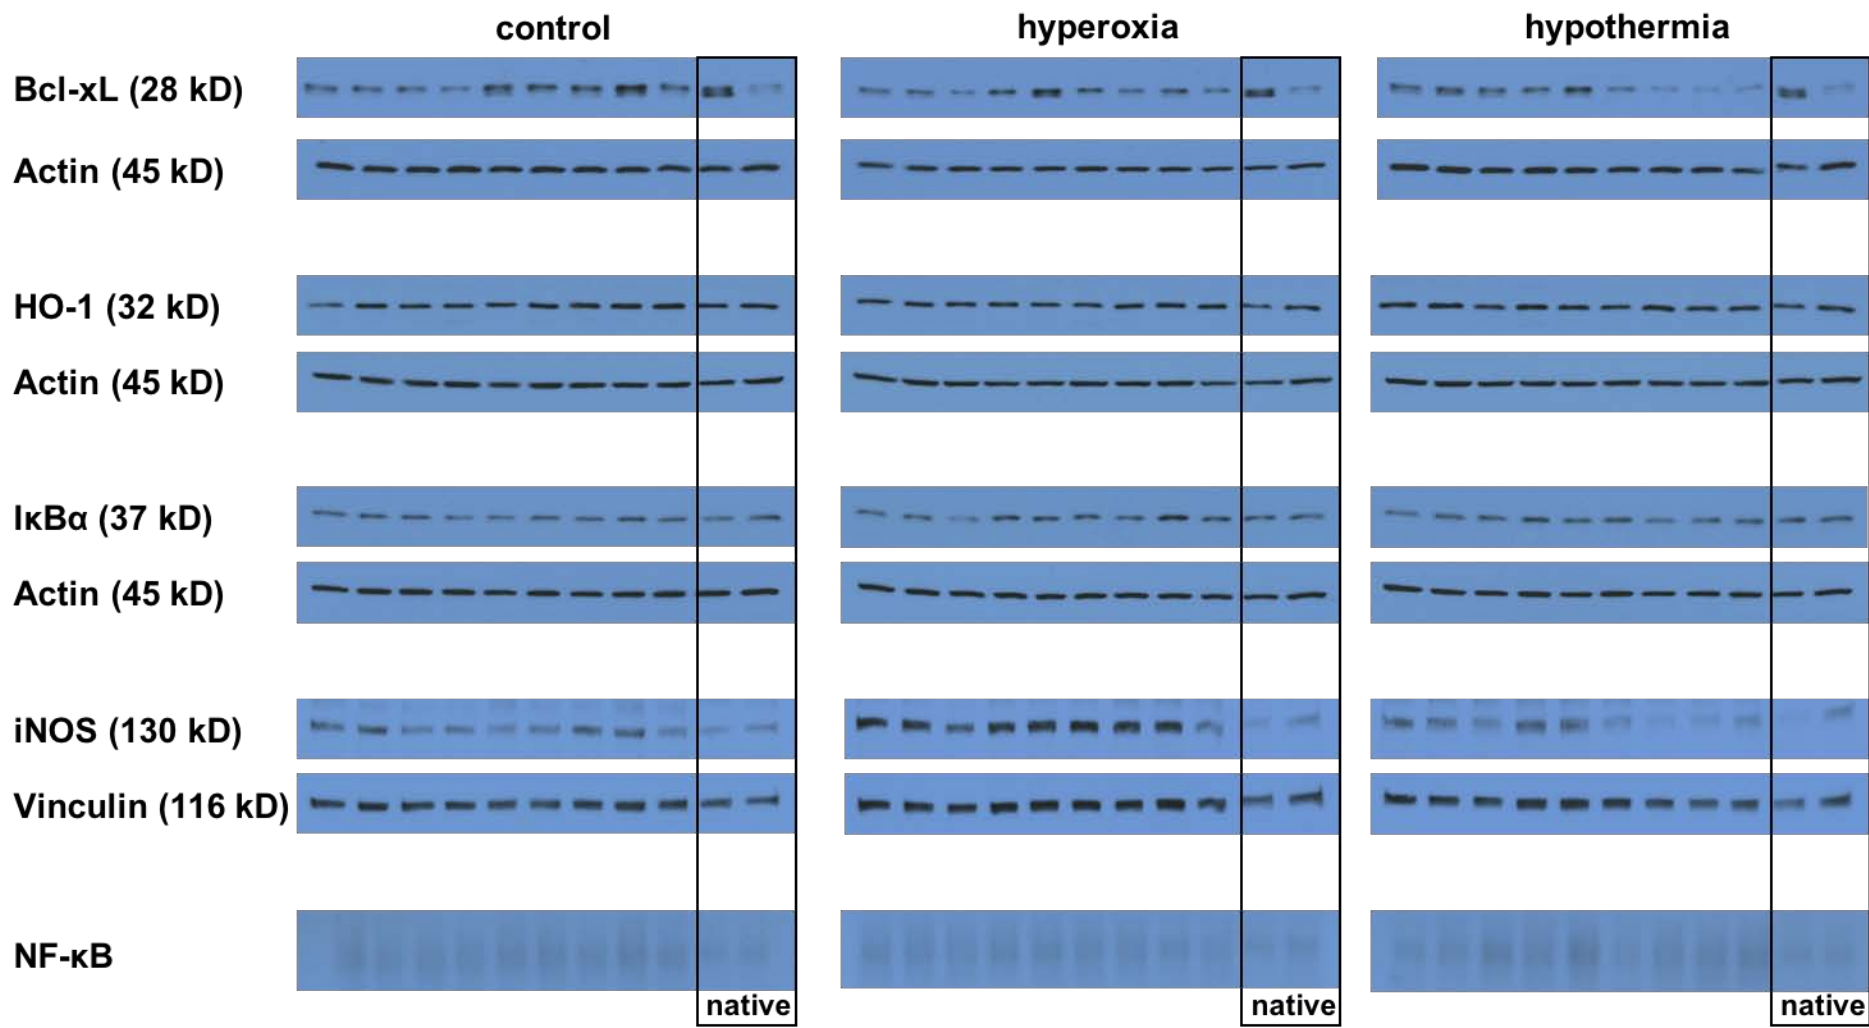 control hyperoxia hypothermia
Bcl-xL (28 kD)
Actin (45 kD)
HO-1 (32 kD)
Actin (45 kD)
IκBα (37 kD)
Actin (45 kD)
iNOS (130 kD)
Vinculin (116 kD)
NF-κB
native native native